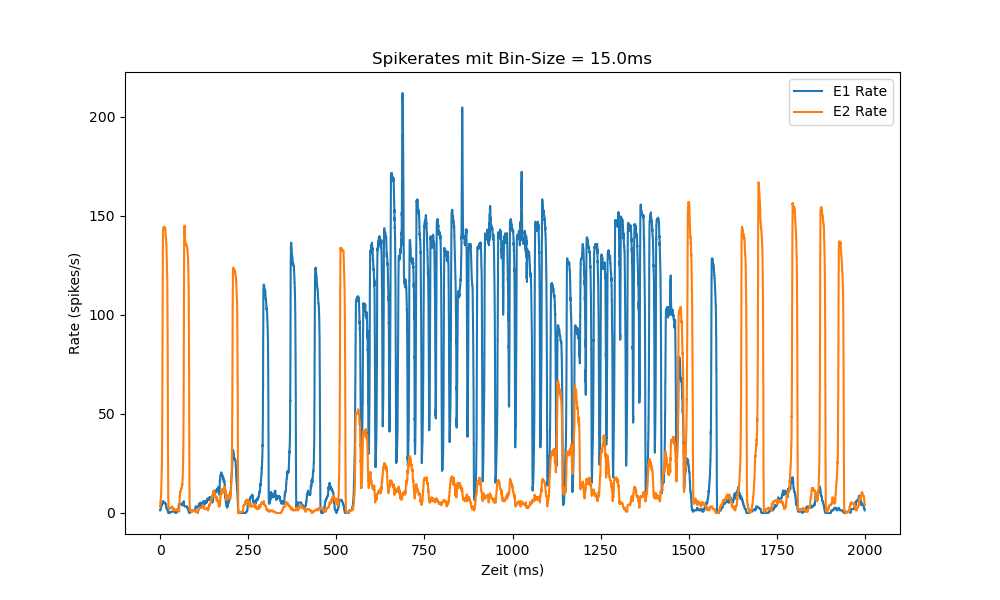 Spikerates mit Bin-Size = 15.0ms
E1 Rate
E2 Rate
200
150
100
50
0
Rate (spikes/s)
0 250 500 750 1000 1250 1500 1750 2000
Zeit (ms)